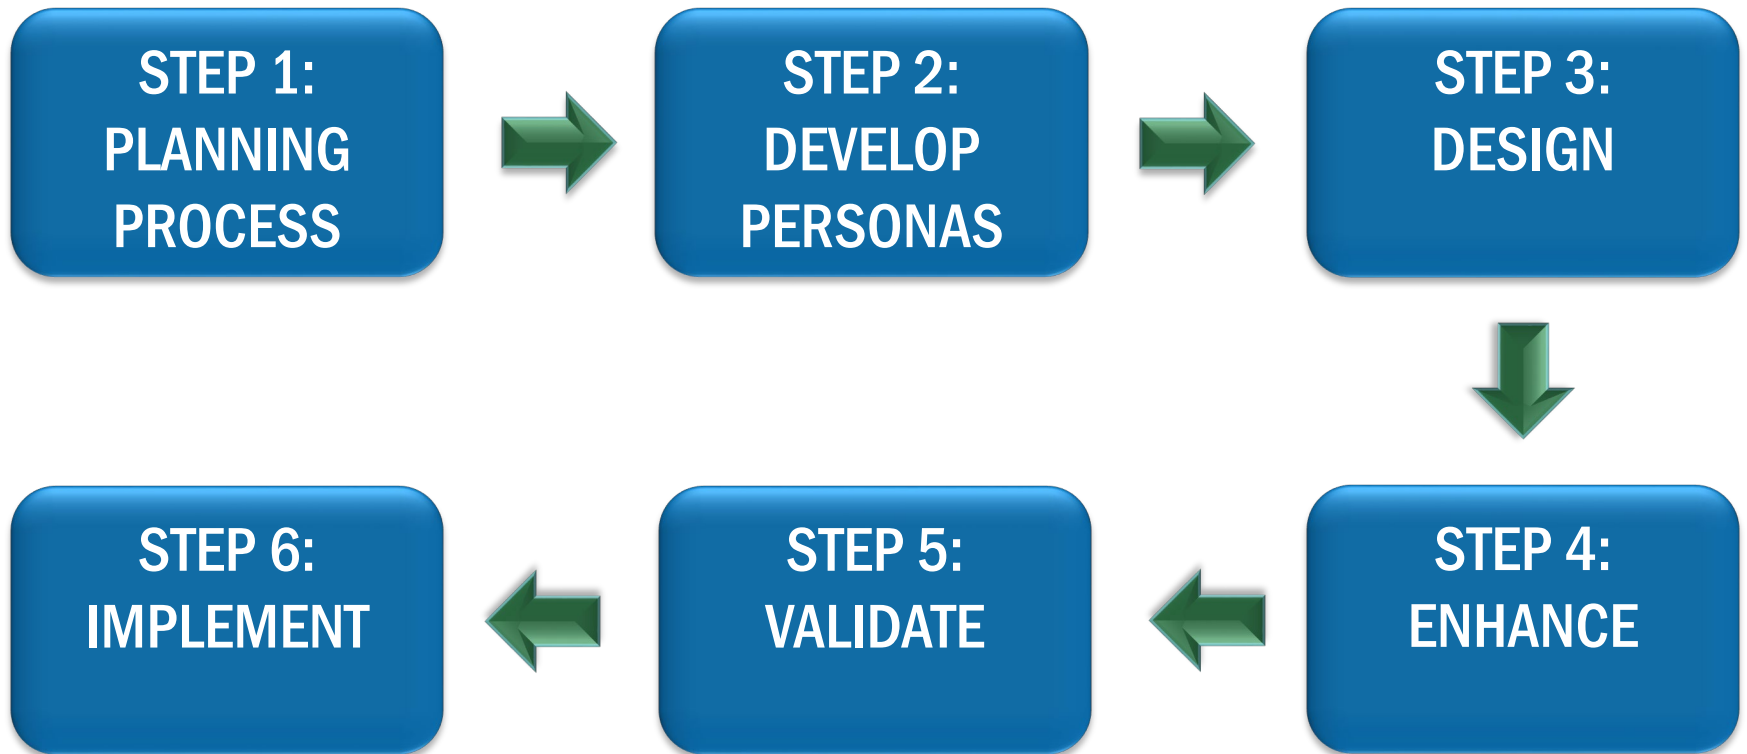 STEP 1:
PLANNING
PROCESS
STEP 2:
DEVELOP
PERSONAS
STEP 3:
DESIGN
STEP 4:
ENHANCE
STEP 5:
VALIDATE
STEP 6:
IMPLEMENT